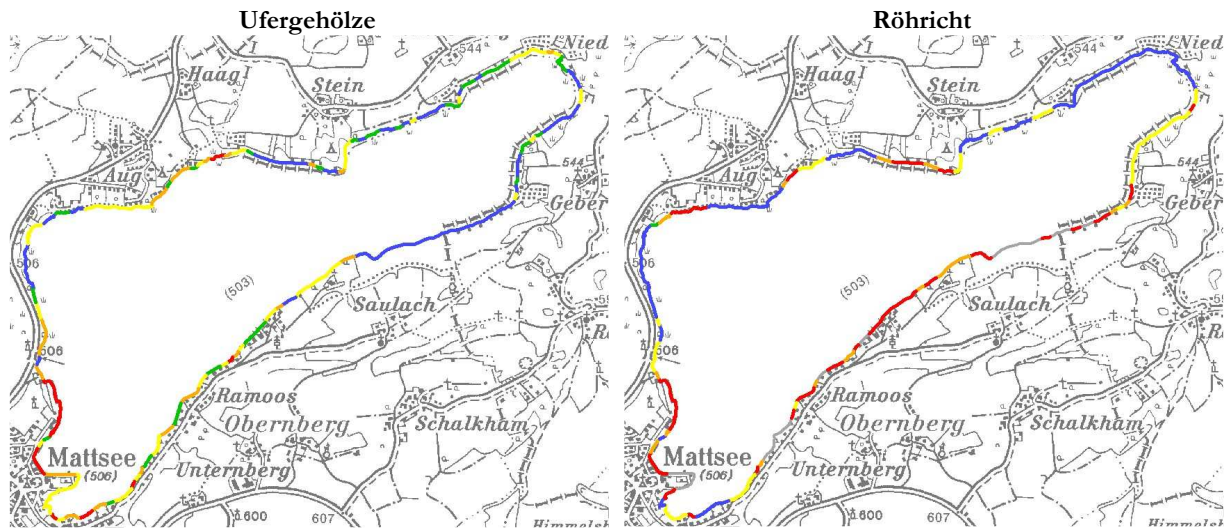 Ufergehölze
Röhricht
544
Nied
Haag
Stein
Aug
544
Geber
506
(503)
Saulach
506
Ramoos
Obernberg
Schalkham
Mattsee
(506)
Unternberg
600
607
Himmels
544
Nied
Haag
Stein
Aug
544
Geber
506
(503)
Saulach
506
Ramoos
Obernberg
Schalkham
Mattsee
(506)
Unternberg
600
607
Himmels